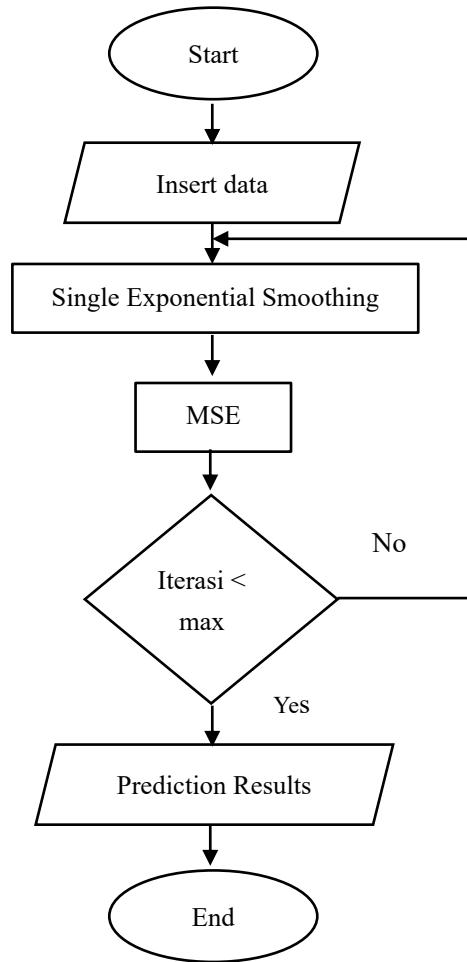 Start
Insert data
Single Exponential Smoothing
MSE
No
Iterasi <
max
Yes
Prediction Results
End